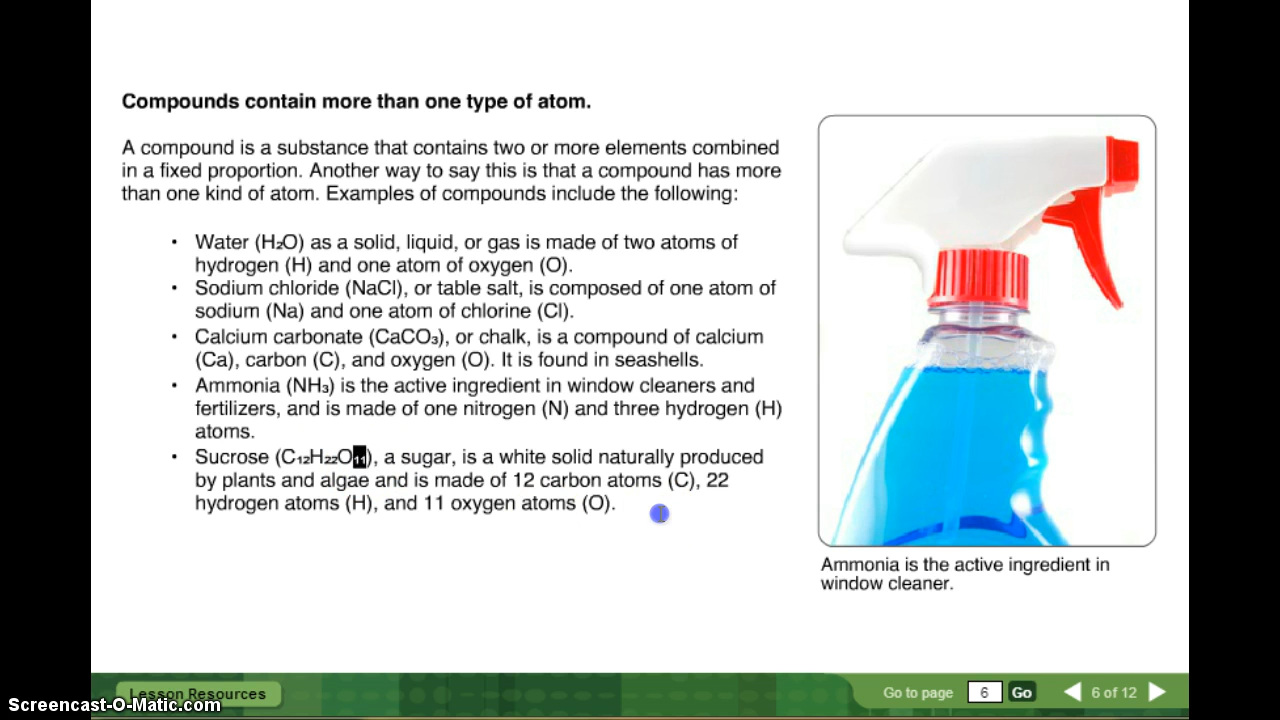 Compounds contain more than one type of atom.
A compound is a substance that contains two or more elements combined
in a fixed proportion. Another way to say this is that a compound has more
than one kind of atom. Examples of compounds include the following:
• Water (H₂O) as a solid, liquid, or gas is made of two atoms of
hydrogen (H) and one atom of oxygen (O).
• Sodium chloride (NaCl), or table salt, is composed of one atom of
sodium (Na) and one atom of chlorine (Cl).
• Calcium carbonate (CaCO₃), or chalk, is a compound of calcium
(Ca), carbon (C), and oxygen (O). It is found in seashells.
• Ammonia (NH₃) is the active ingredient in window cleaners and
fertilizers, and is made of one nitrogen (N) and three hydrogen (H)
atoms.
• Sucrose (C₁₂H₂₂O₁₁), a sugar, is a white solid naturally produced
by plants and algae and is made of 12 carbon atoms (C), 22
hydrogen atoms (H), and 11 oxygen atoms (O).
Ammonia is the active ingredient in
window cleaner.
Lesson Resources
Go to page 6 Go 6 of 12
Screencast-O-Matic.com